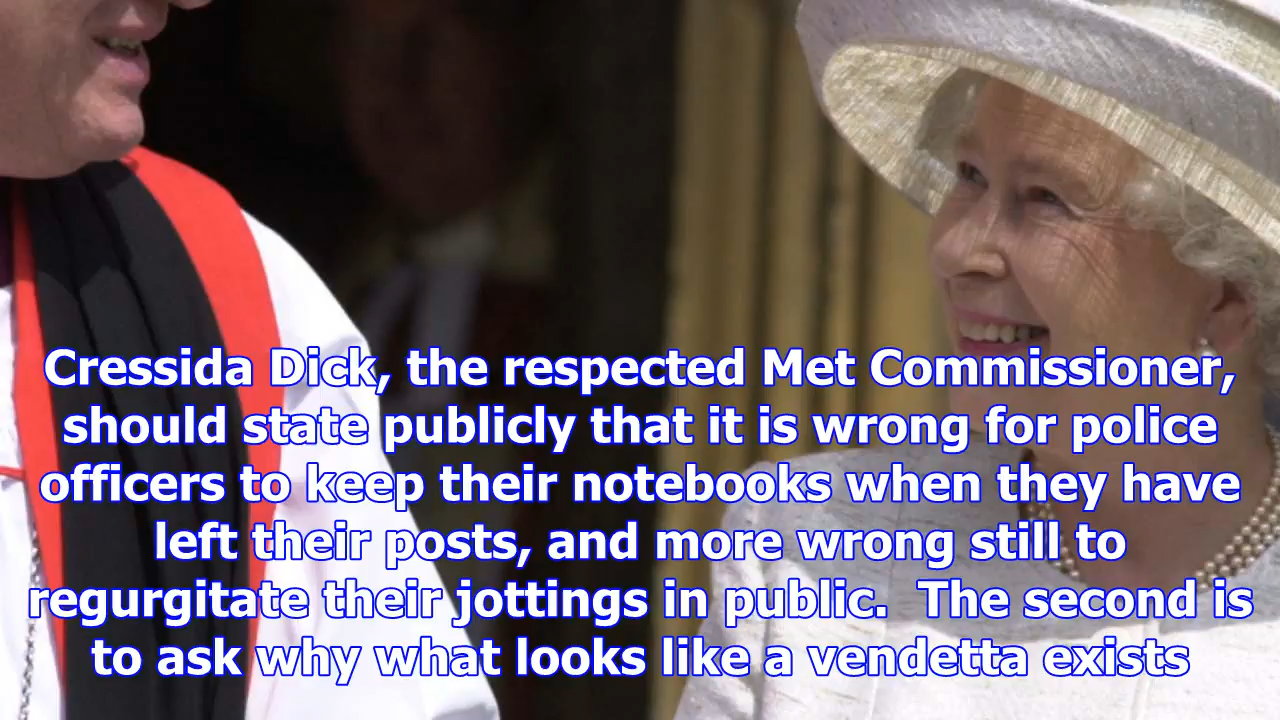 Cressida Dick, the respected Met Commissioner,
should state publicly that it is wrong for police
officers to keep their notebooks when they have
left their posts, and more wrong still to
regurgitate their jottings in public.  The second is
to ask why what looks like a vendetta exists